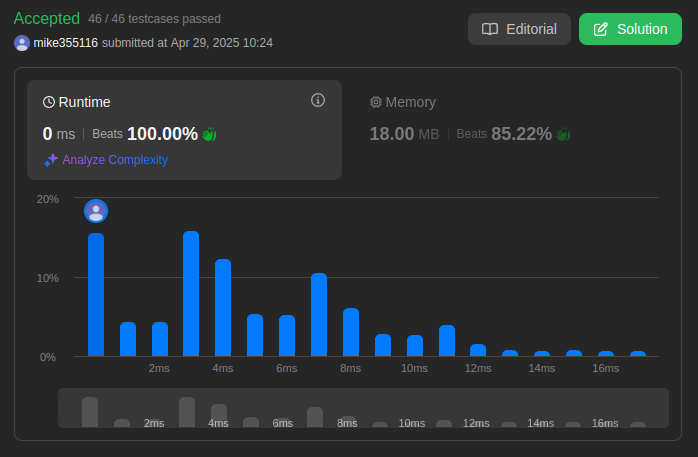 Accepted 46 / 46 testcases passed
Editorial
Solution
mike355116 submitted at Apr 29, 2025 10:24
Runtime
0 ms | Beats 100.00%
Analyze Complexity
Memory
18.00 MB | Beats 85.22%
20%
10%
0%
2ms 4ms 6ms 8ms 10ms 12ms 14ms 16ms
2ms 4ms 6ms 8ms 10ms 12ms 14ms 16ms